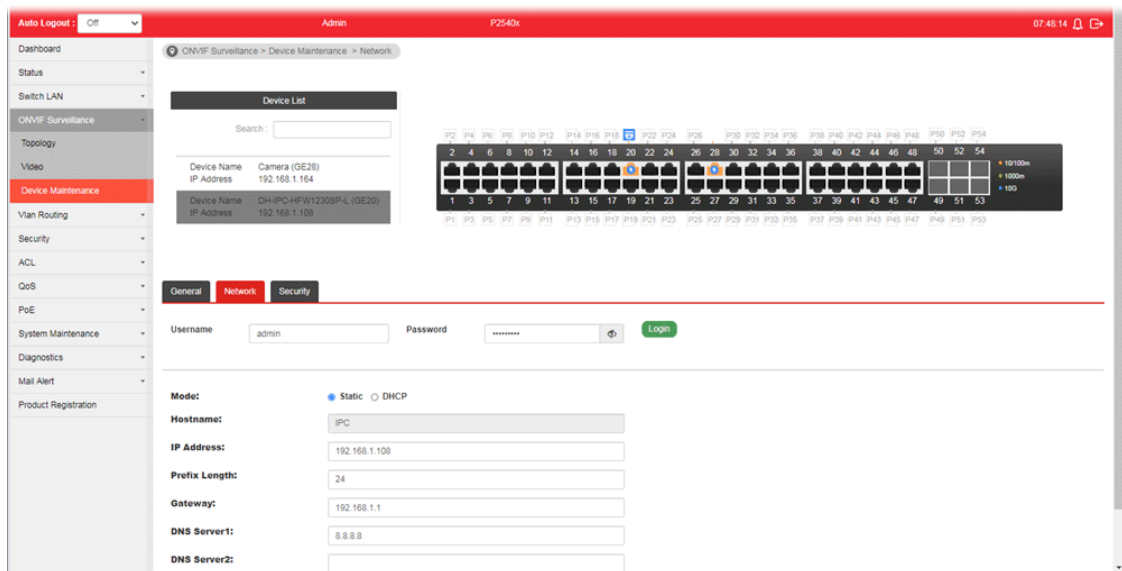 Auto Logout : Off Admin P2540x 07:48:14
Dashboard
Status
Switch LAN
ONVIF Surveillance
Topology
Video
Device Maintenance
Vlan Routing
Security
ACL
QoS
PoE
System Maintenance
Diagnostics
Mail Alert
Product Registration
ONVIF Surveillance > Device Maintenance > Network
Device List
Search :
Device Name Camera (GE28)
IP Address 192.168.1.164
Device Name DH-IPC-HFW1230SP-L (GE20)
IP Address 192.168.1.108
P2 P4 P6 P8 P10 P12 P14 P16 P18 P22 P24 P26 P30 P32 P34 P36 P38 P40 P42 P44 P46 P48 P50 P52 P54
2 4 6 8 10 12 14 16 18 20 22 24 26 28 30 32 34 36 38 40 42 44 46 48 50 52 54
10/100m
1000m
10G
1 3 5 7 9 11 13 15 17 19 21 23 25 27 29 31 33 35 37 39 41 43 45 47 49 51 53
P1 P3 P5 P7 P9 P11 P13 P15 P17 P19 P21 P23 P25 P27 P29 P31 P33 P35 P37 P39 P41 P43 P45 P47 P49 P51 P53
General Network Security
Username admin Password Login
Mode: Static DHCP
Hostname: IPC
IP Address: 192.168.1.108
Prefix Length: 24
Gateway: 192.168.1.1
DNS Server1: 8.8.8.8
DNS Server2: